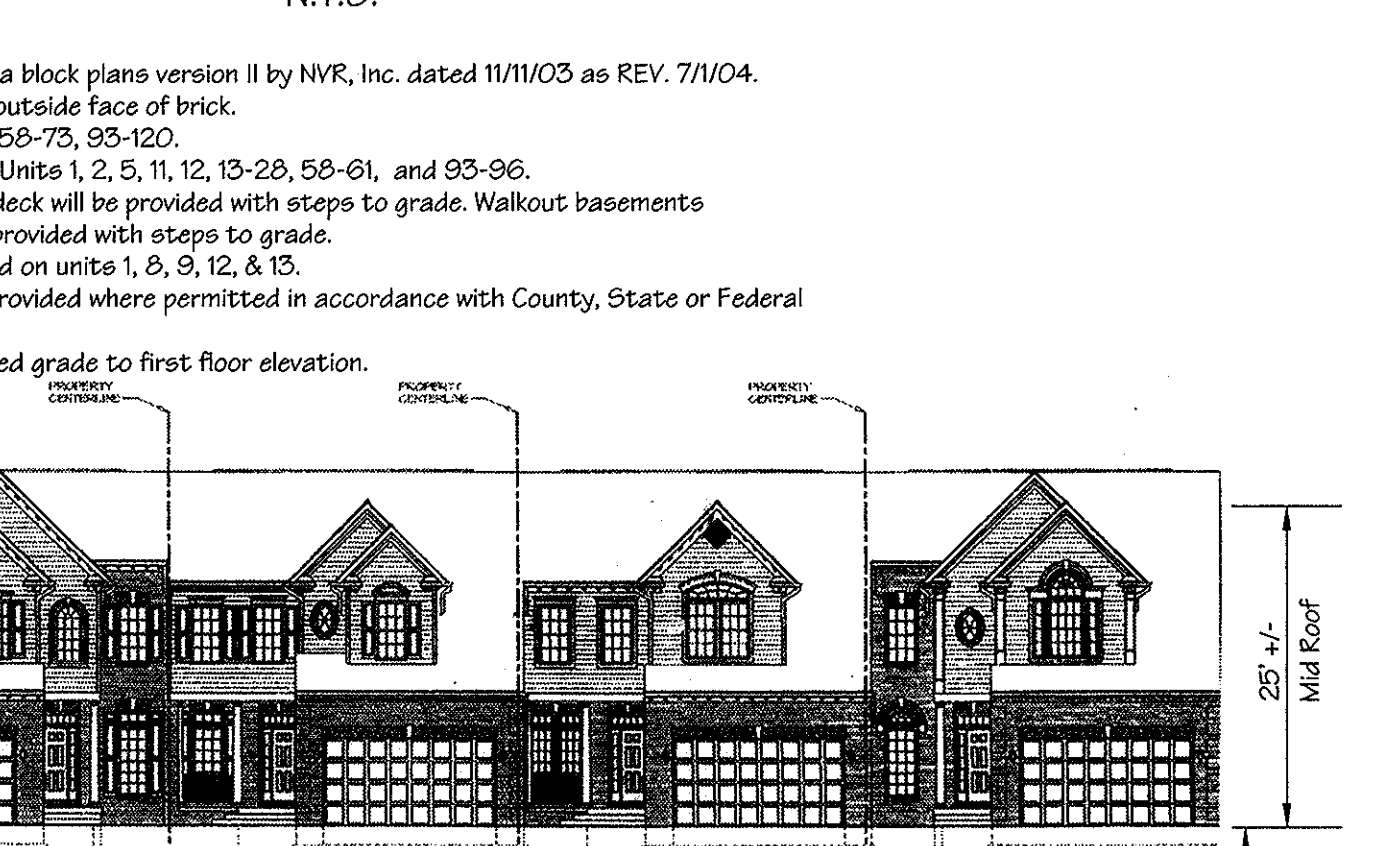 N.T.S.
a block plans version II by NVR, Inc. dated 11/11/03 as REV. 7/1/04.
outside face of brick.
58-73, 93-120.
Units 1, 2, 5, 11, 12, 13-28, 58-61, and 93-96.
deck will be provided with steps to grade. Walkout basements
provided with steps to grade.
d on units 1, 8, 9, 12, & 13.
rovided where permitted in accordance with County, State or Federal
ed grade to first floor elevation.
PROPERTY
CENTERLINE
PROPERTY
CENTERLINE
PROPERTY
CENTERLINE
25' +/-
Mid Roof